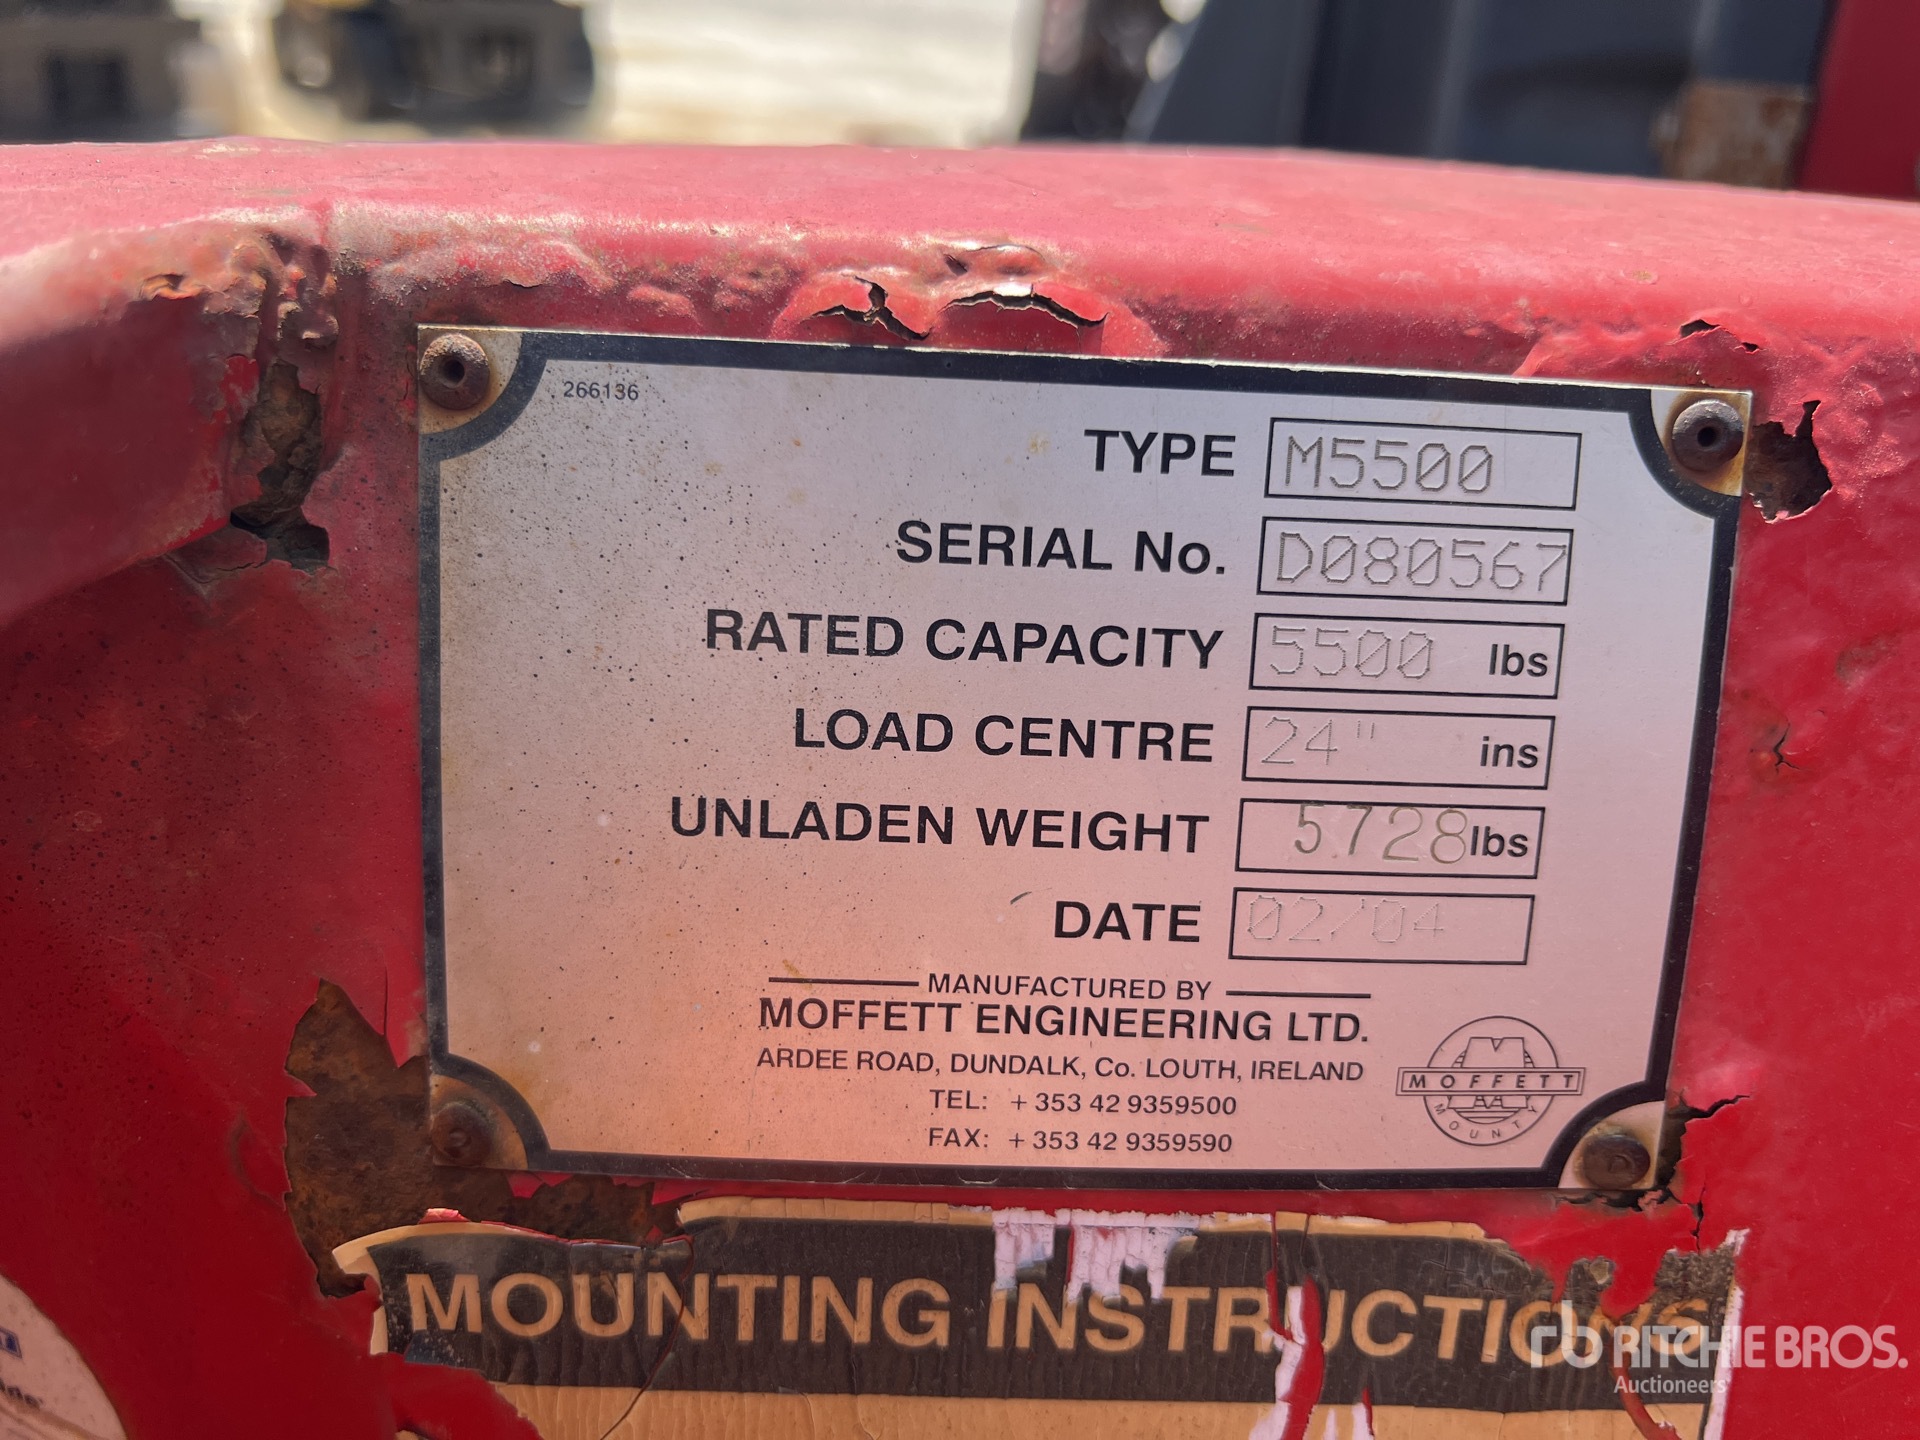 266136
TYPE M5500
SERIAL No. D080567
RATED CAPACITY 5500 lbs
LOAD CENTRE 24" ins
UNLADEN WEIGHT 5728 lbs
DATE 02/04
MANUFACTURED BY
MOFFETT ENGINEERING LTD.
ARDEE ROAD, DUNDALK, Co. LOUTH, IRELAND
TEL: + 353 42 9359500
FAX: + 353 42 9359590
M
MOFFETT
MOUNTY
MOUNTING INSTRUCTIONS
rb RITCHIE BROS.
Auctioneers